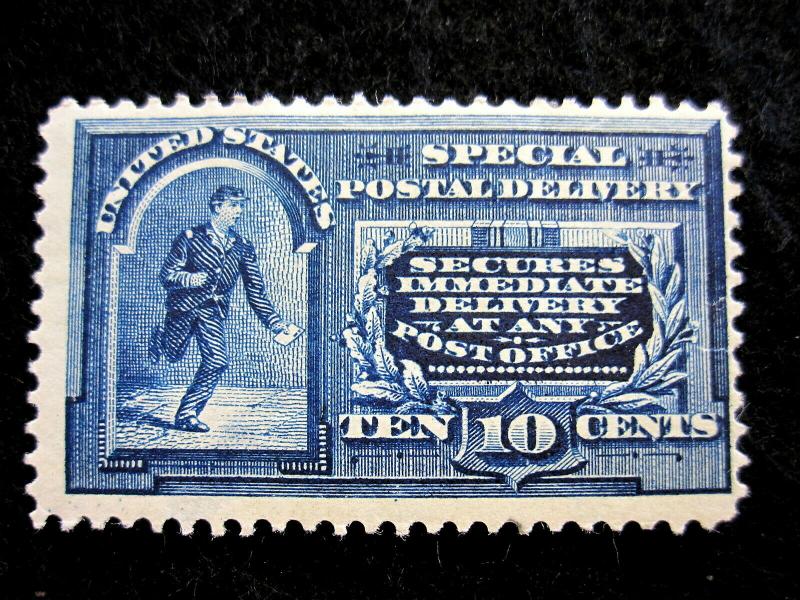 UNITED STATES
SPECIAL
POSTAL DELIVERY
SECURES
IMMEDIATE
DELIVERY
AT ANY
POST OFFICE
TEN 10 CENTS